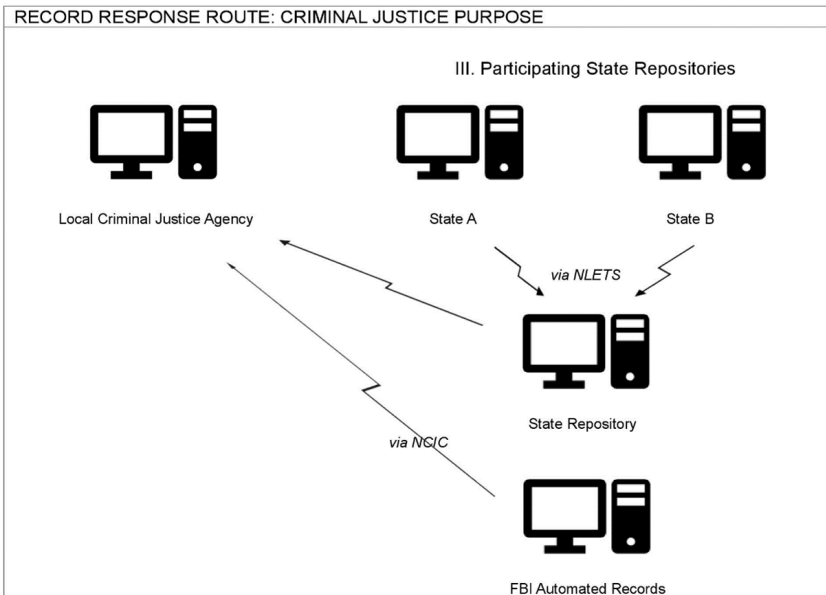 RECORD RESPONSE ROUTE: CRIMINAL JUSTICE PURPOSE
III. Participating State Repositories
Local Criminal Justice Agency
State A
State B
via NLETS
State Repository
via NCIC
FBI Automated Records